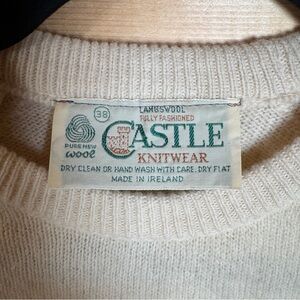 38
LAMBSWOOL
FULLY FASHIONED
CASTLE
KNITWEAR
PURE NEW
wool
DRY CLEAN OR HAND WASH WITH CARE. DRY FLAT
MADE IN IRELAND